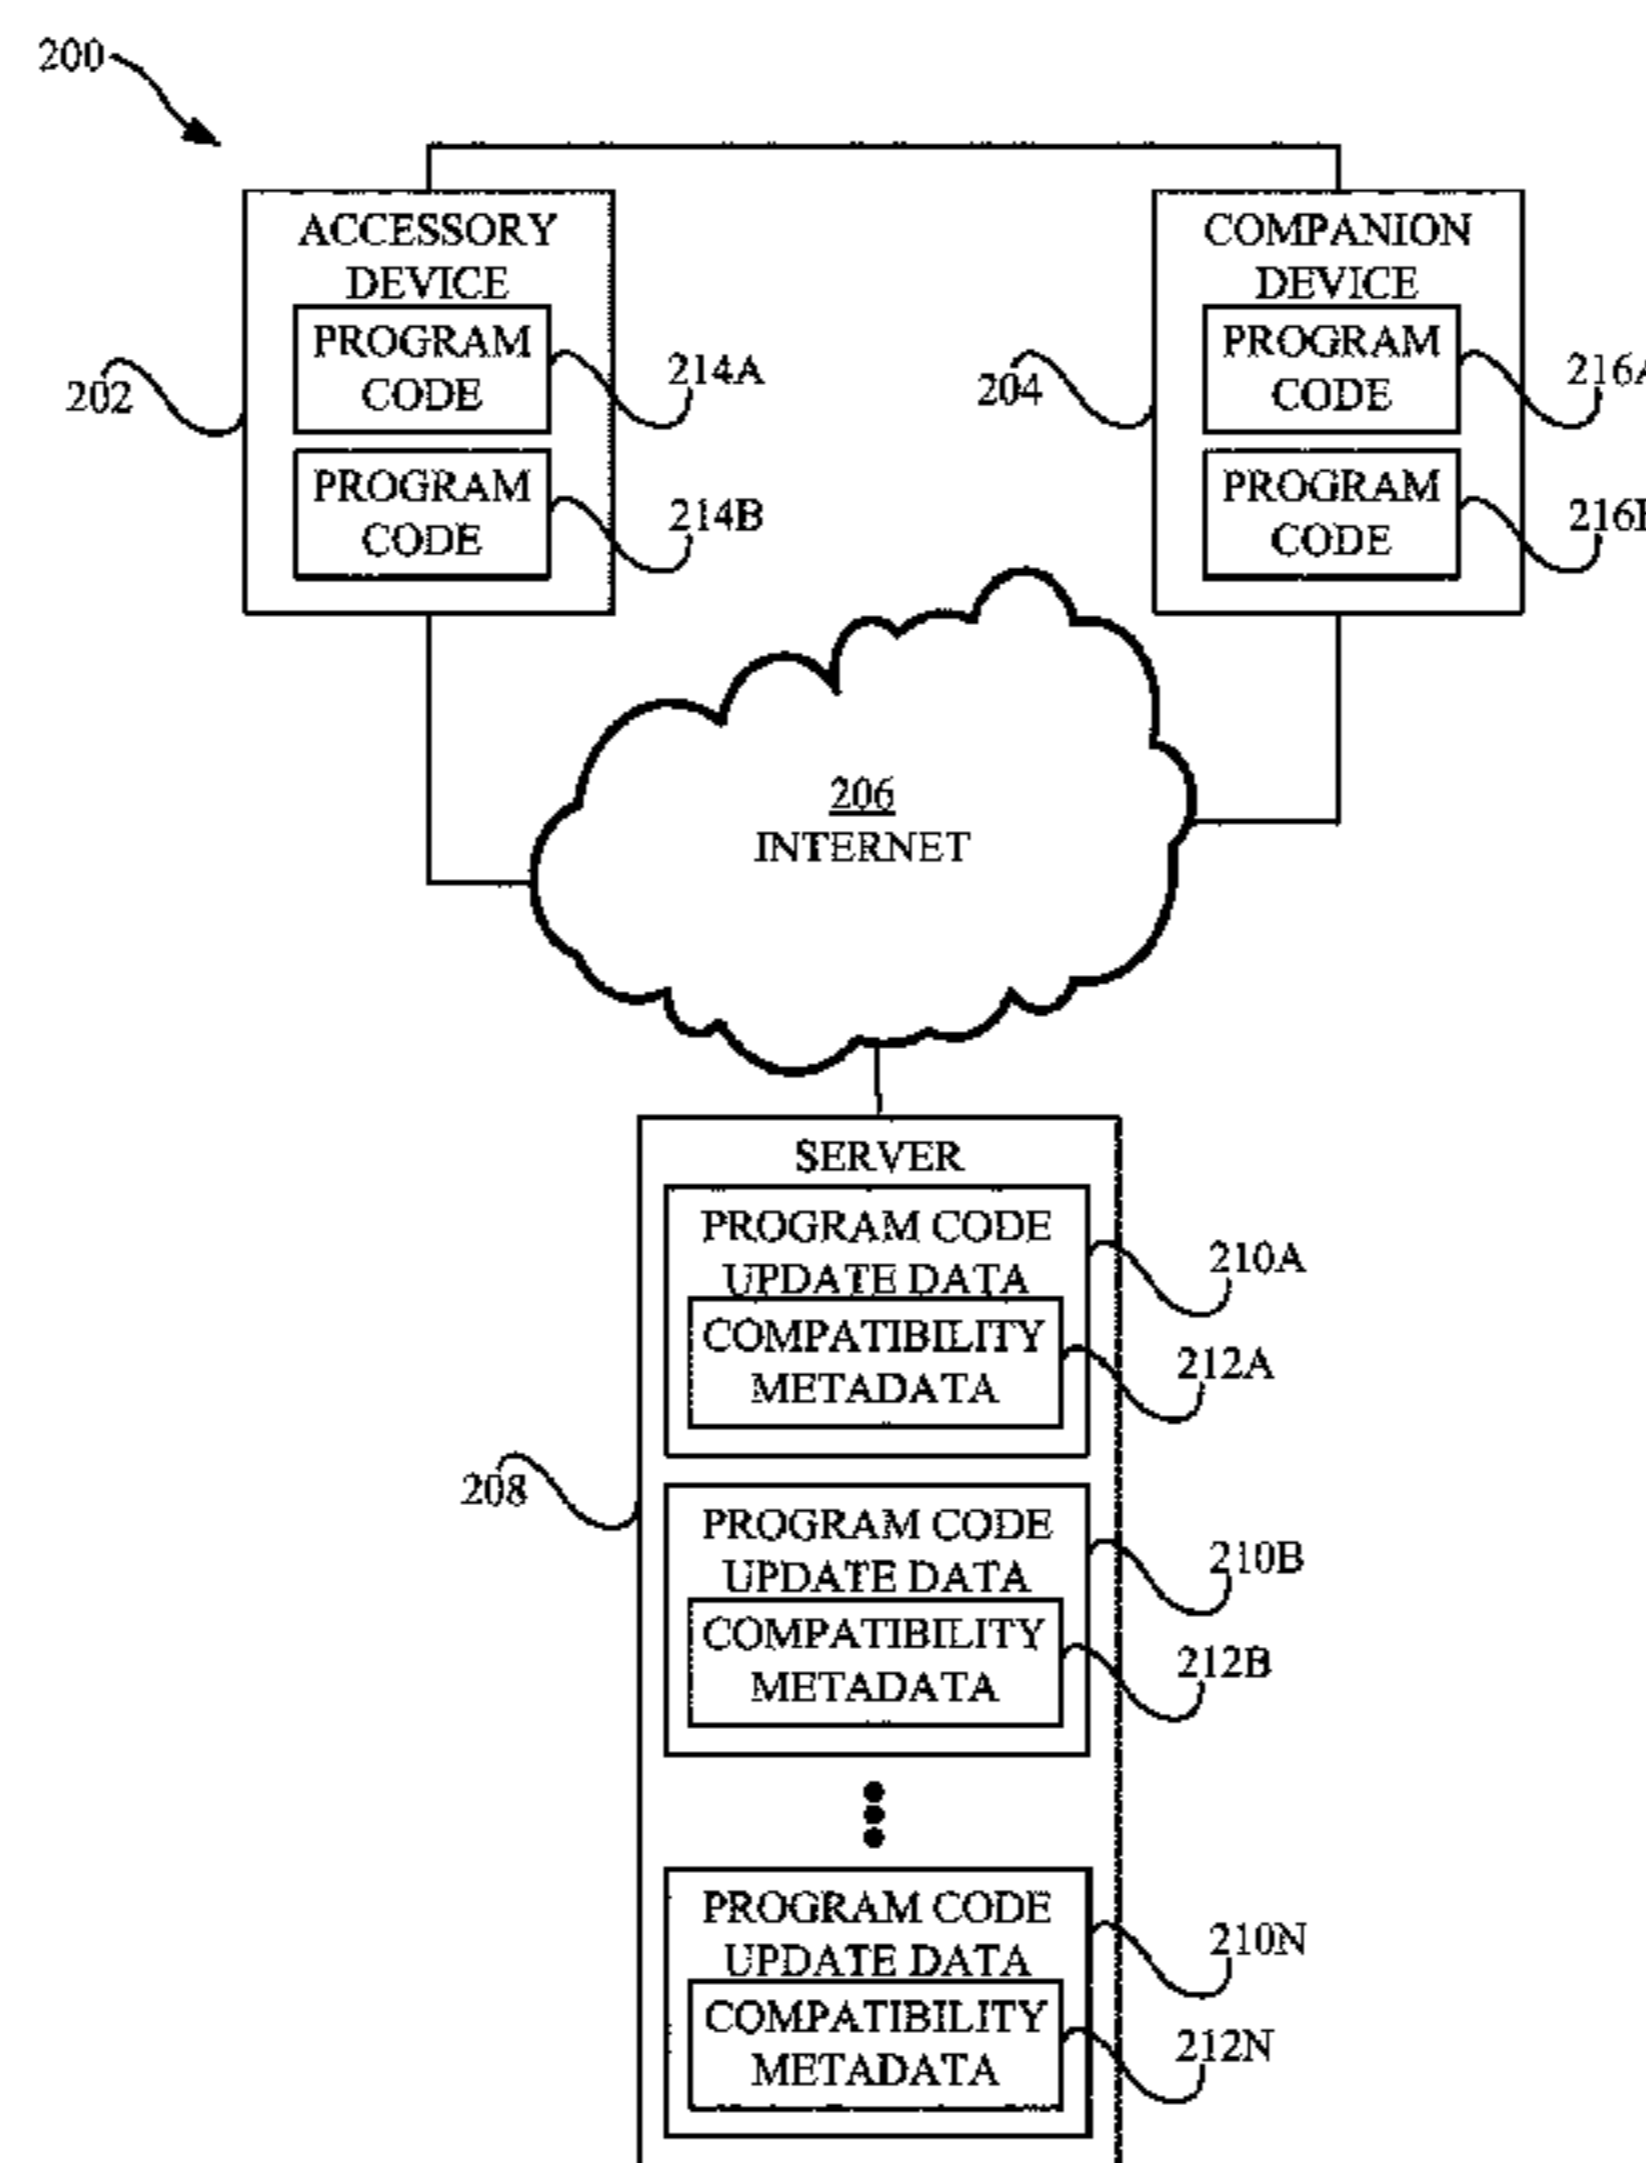 200
ACCESSORY
DEVICE
PROGRAM
CODE
214A
202
PROGRAM
CODE
214B
COMPANION
DEVICE
PROGRAM
CODE
216A
204
PROGRAM
CODE
216B
206
INTERNET
SERVER
PROGRAM CODE
UPDATE DATA
210A
COMPATIBILITY
METADATA
212A
208
PROGRAM CODE
UPDATE DATA
210B
COMPATIBILITY
METADATA
212B
PROGRAM CODE
UPDATE DATA
210N
COMPATIBILITY
METADATA
212N